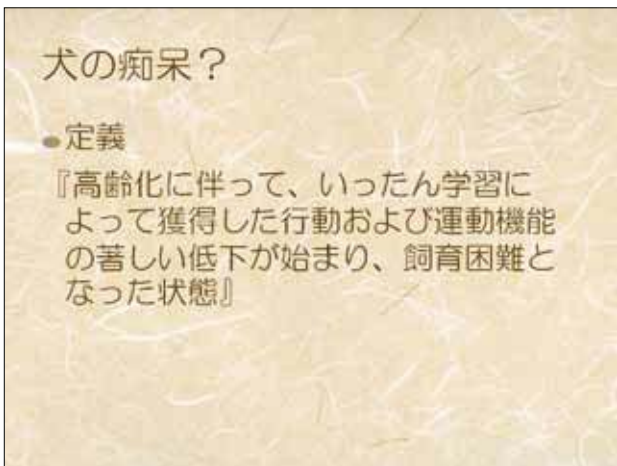 犬の痴呆？
●定義
『高齢化に伴って、いったん学習に
よって獲得した行動および運動機能
の著しい低下が始まり、飼育困難と
なった状態』